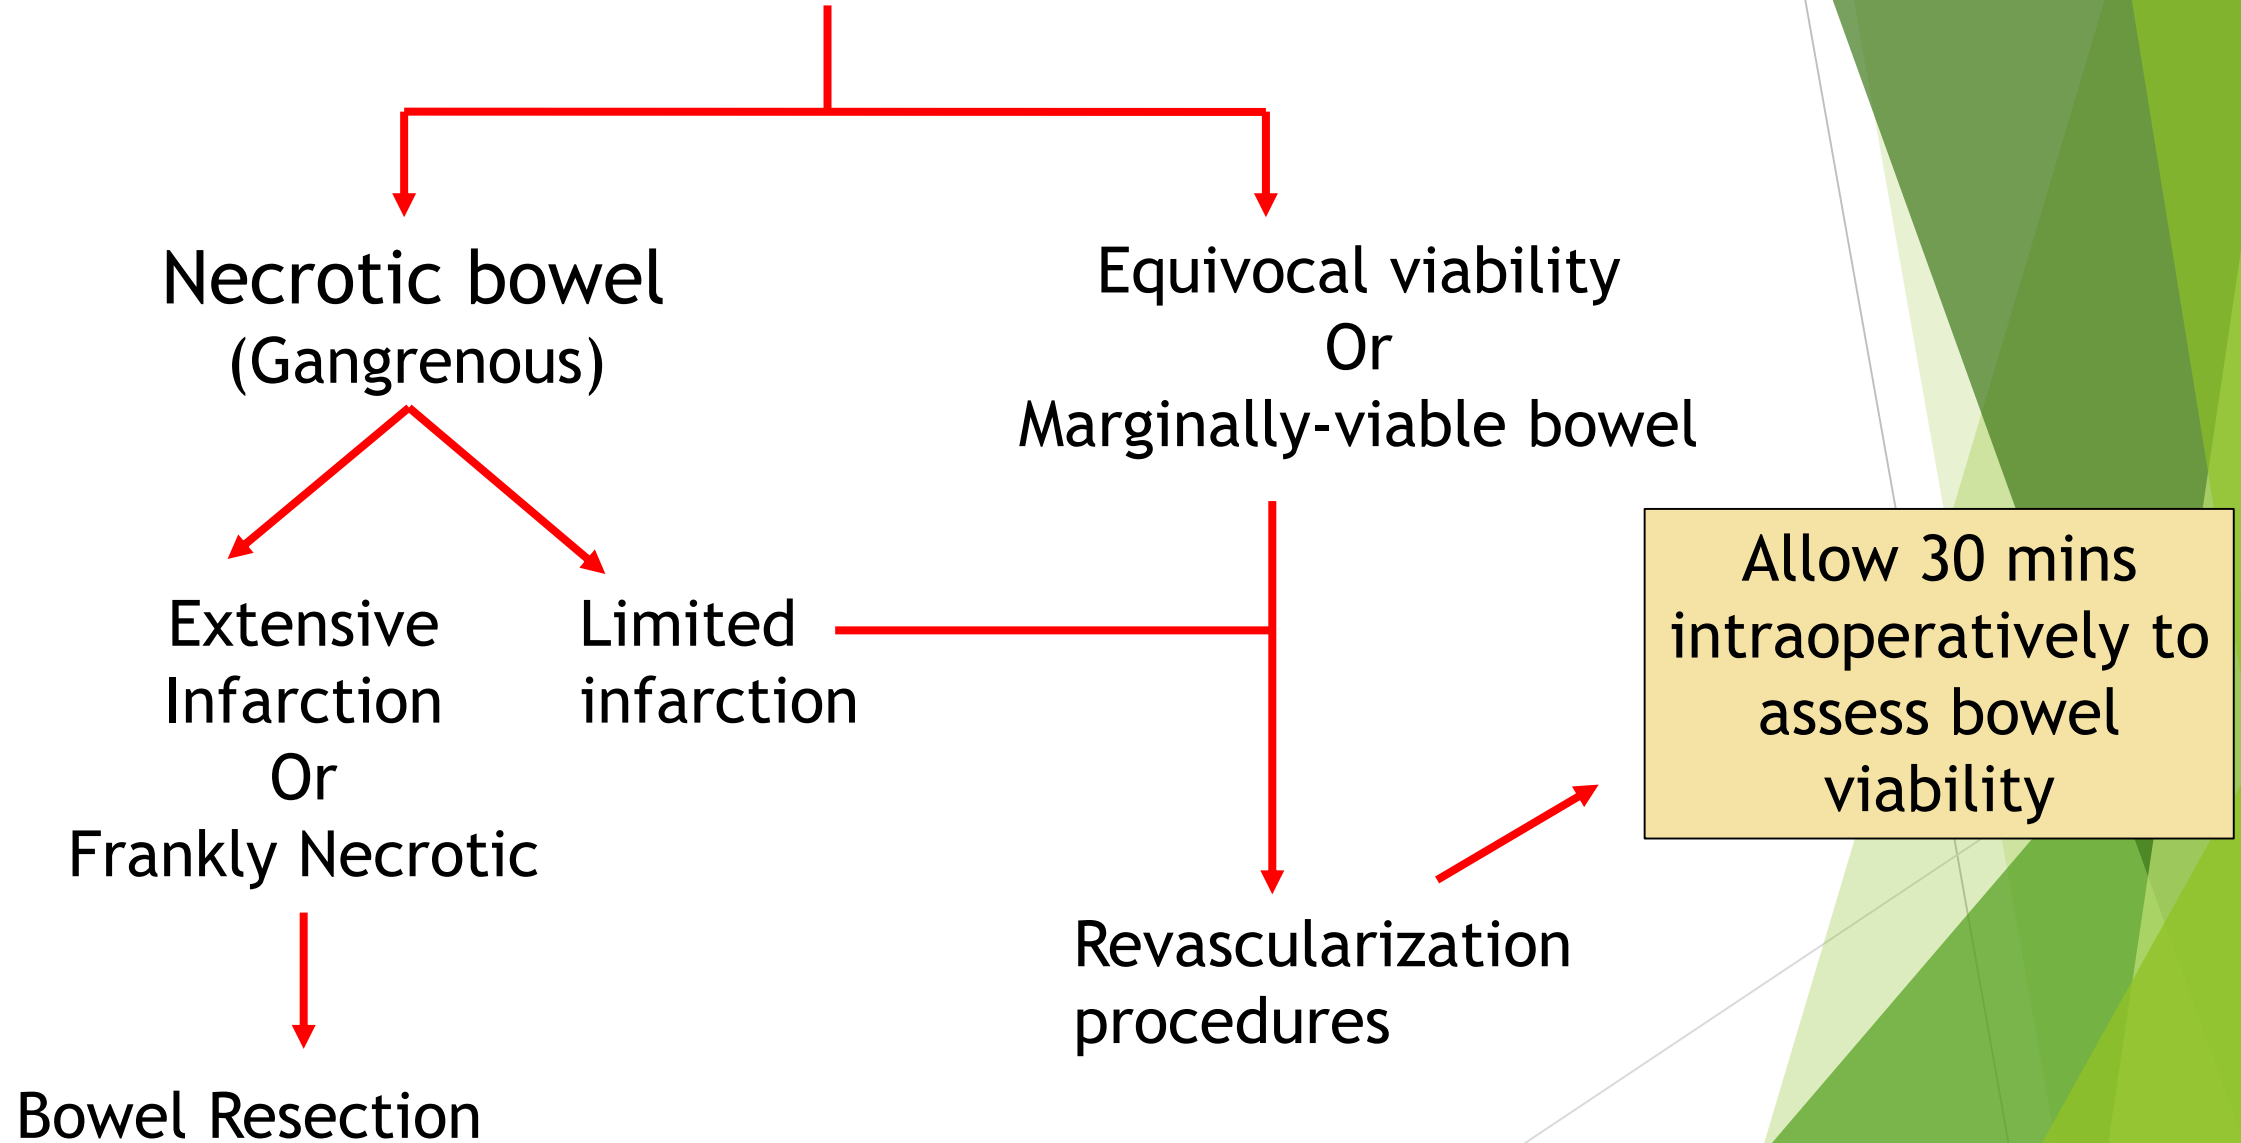 Necrotic bowel
(Gangrenous)
Equivocal viability
Or
Marginally-viable bowel
Extensive
Infarction
Or
Frankly Necrotic
Limited
infarction
Allow 30 mins
intraoperatively to
assess bowel
viability
Revascularization
procedures
Bowel Resection